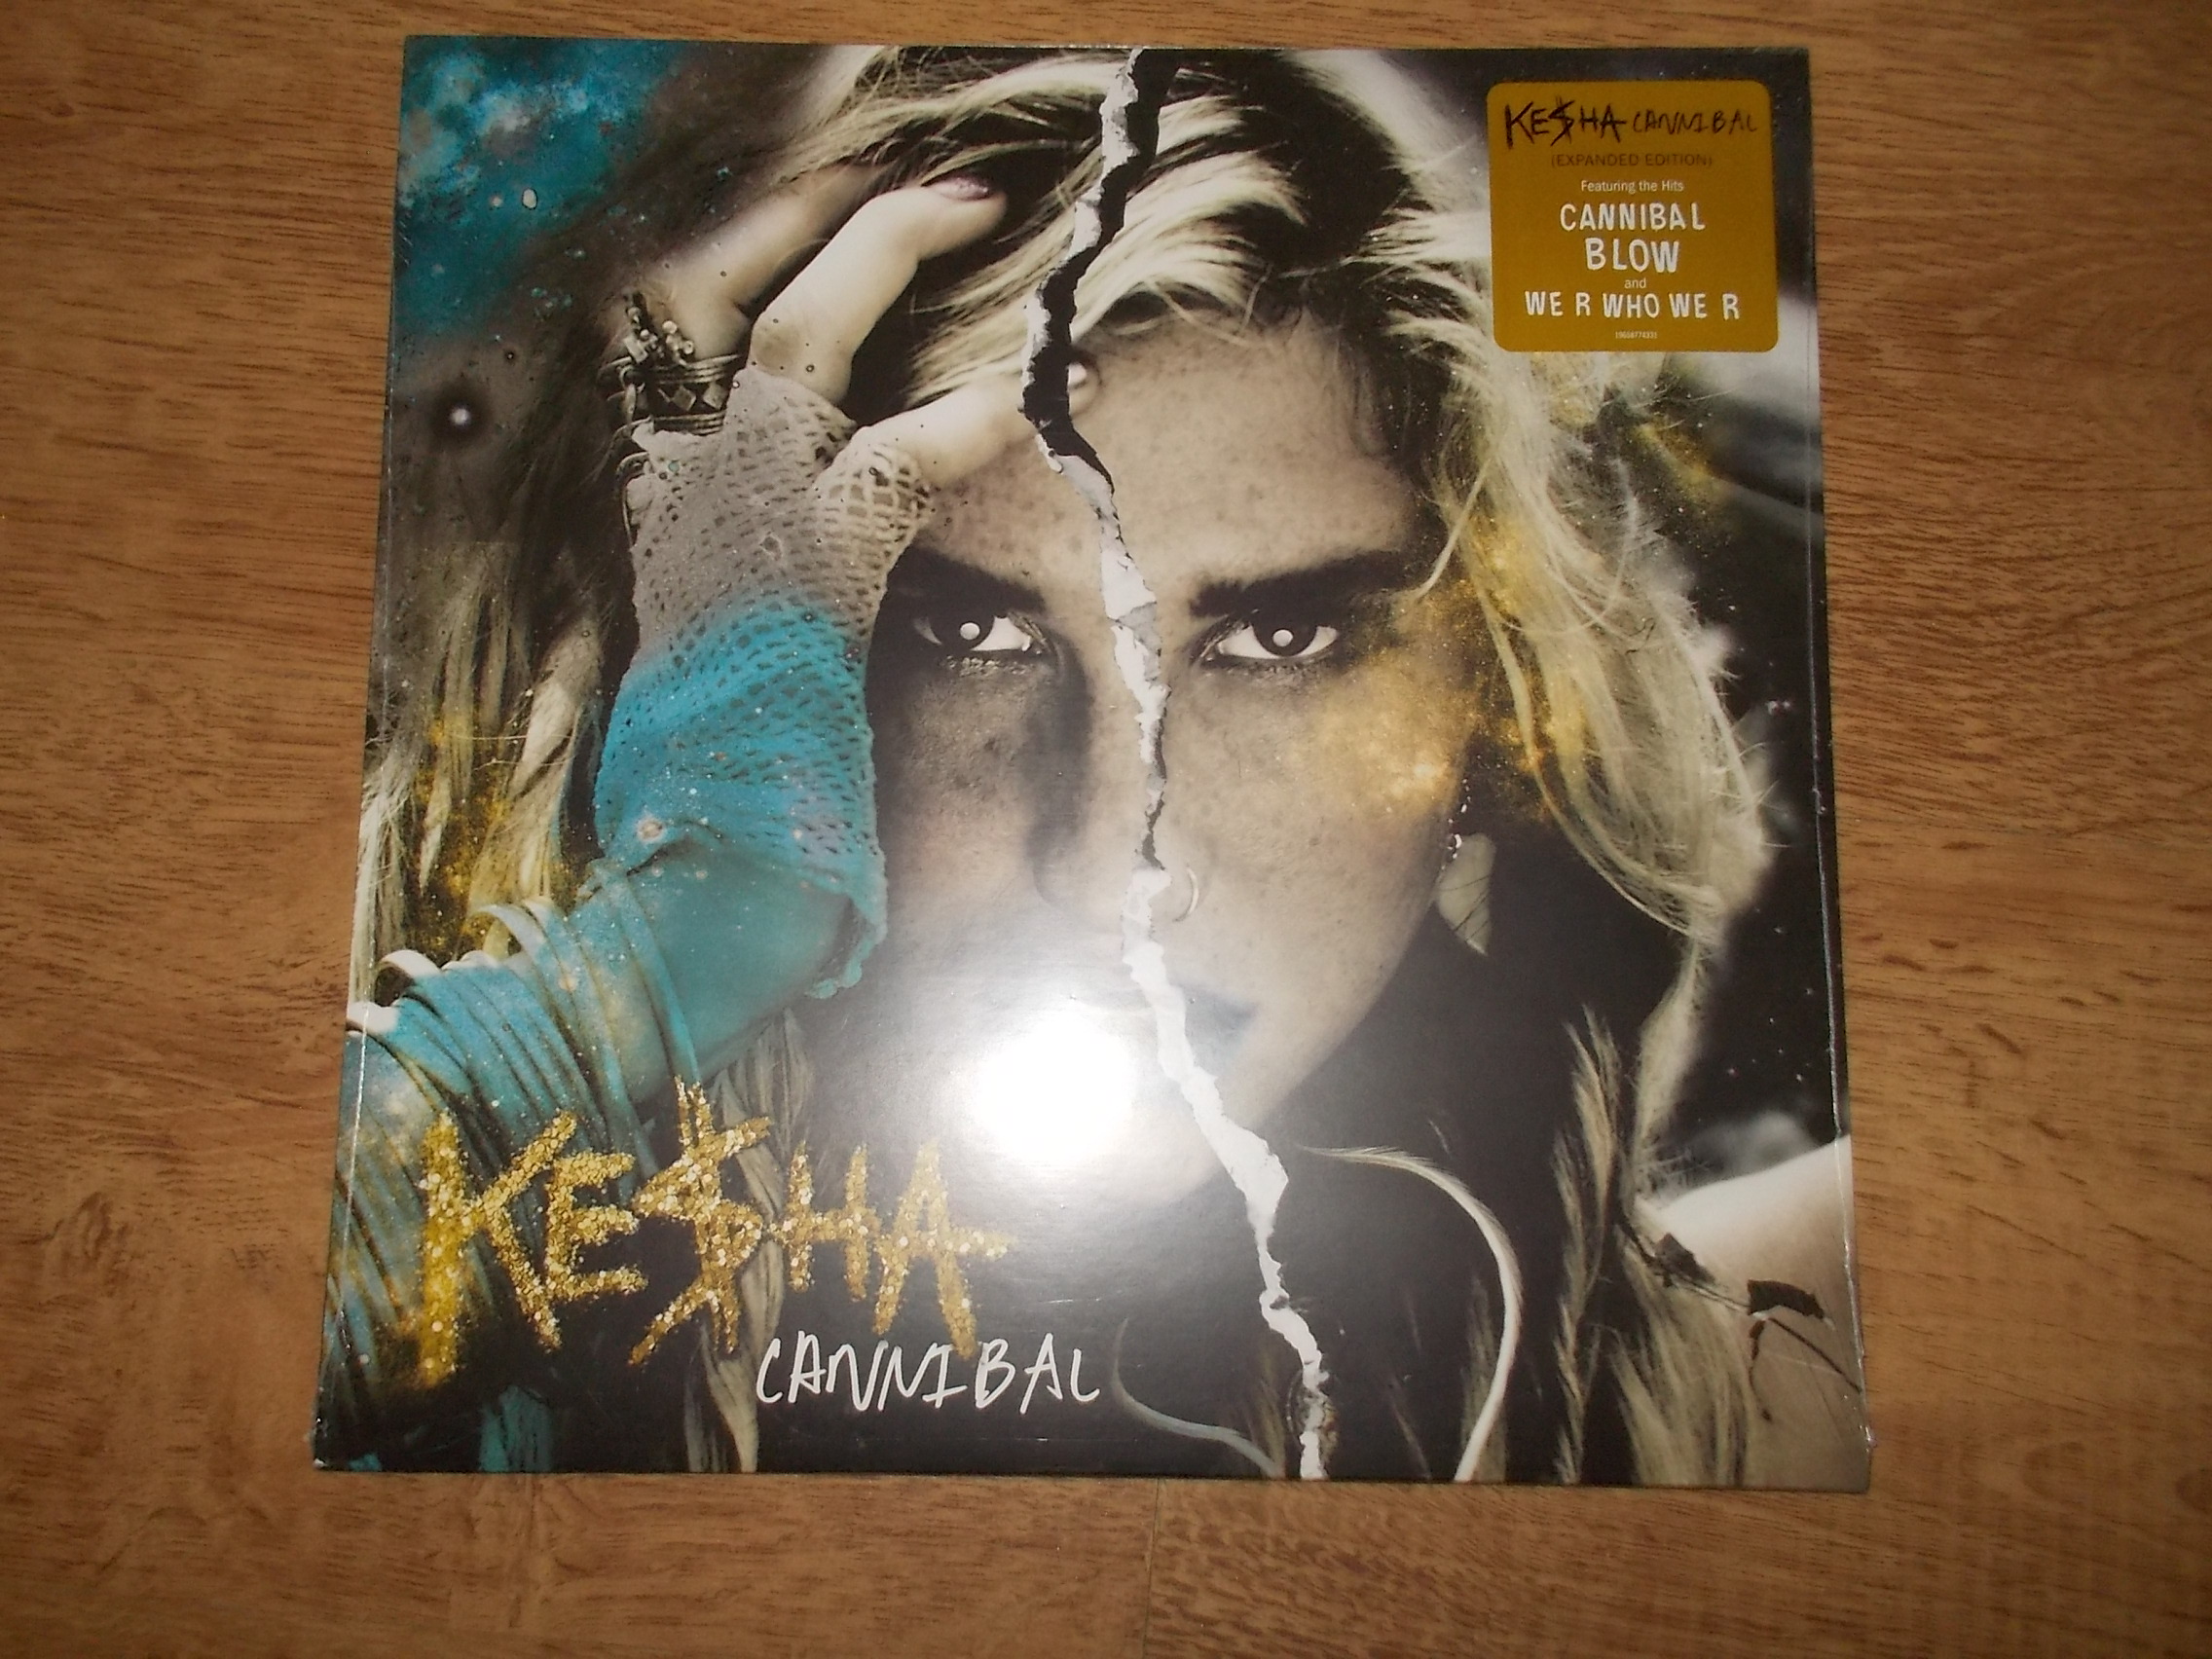 KE$HA CANNIBAL
(EXPANDED EDITION)
Featuring the Hits
CANNIBAL
BLOW
and
WE R WHO WE R
KE$HA
CANNIBAL